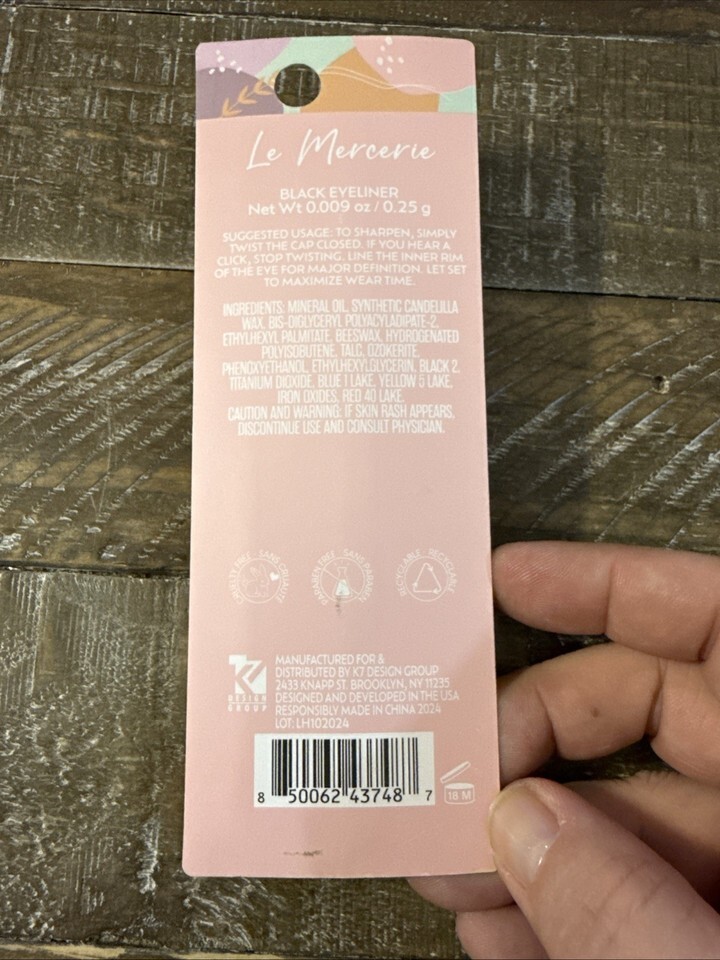 Le Mercerie
BLACK EYELINER
Net Wt 0.009 oz / 0.25 g
SUGGESTED USAGE: TO SHARPEN, SIMPLY
TWIST THE CAP CLOSED. IF YOU HEAR A
CLICK, STOP TWISTING. LINE THE INNER RIM
OF THE EYE FOR MAJOR DEFINITION. LET SET
TO MAXIMIZE WEAR TIME.
INGREDIENTS: MINERAL OIL, SYNTHETIC CANDELILLA
WAX, BIS-DIGLYCERYL POLYACYLADIPATE-2,
ETHYLHEXYL PALMITATE, BEESWAX, HYDROGENATED
POLYISOBUTENE, TALC, OZOKERITE,
PHENOXYETHANOL, ETHYLHEXYLGLYCERIN, BLACK 2,
TITANIUM DIOXIDE, BLUE 1 LAKE, YELLOW 5 LAKE,
IRON OXIDES, RED 40 LAKE.
CAUTION AND WARNING: IF SKIN RASH APPEARS,
DISCONTINUE USE AND CONSULT PHYSICIAN.
CRUELTY FREE · SANS CRUAUTÉ
PARABEN FREE · SANS PARABEN
RECYCLABLE · RECYCLABLE
K7
DESIGN
GROUP
MANUFACTURED FOR &
DISTRIBUTED BY K7 DESIGN GROUP
2433 KNAPP ST. BROOKLYN, NY 11235
DESIGNED AND DEVELOPED IN THE USA
RESPONSIBLY MADE IN CHINA 2024
LOT: LH102024
8 50062 43748 7
18 M